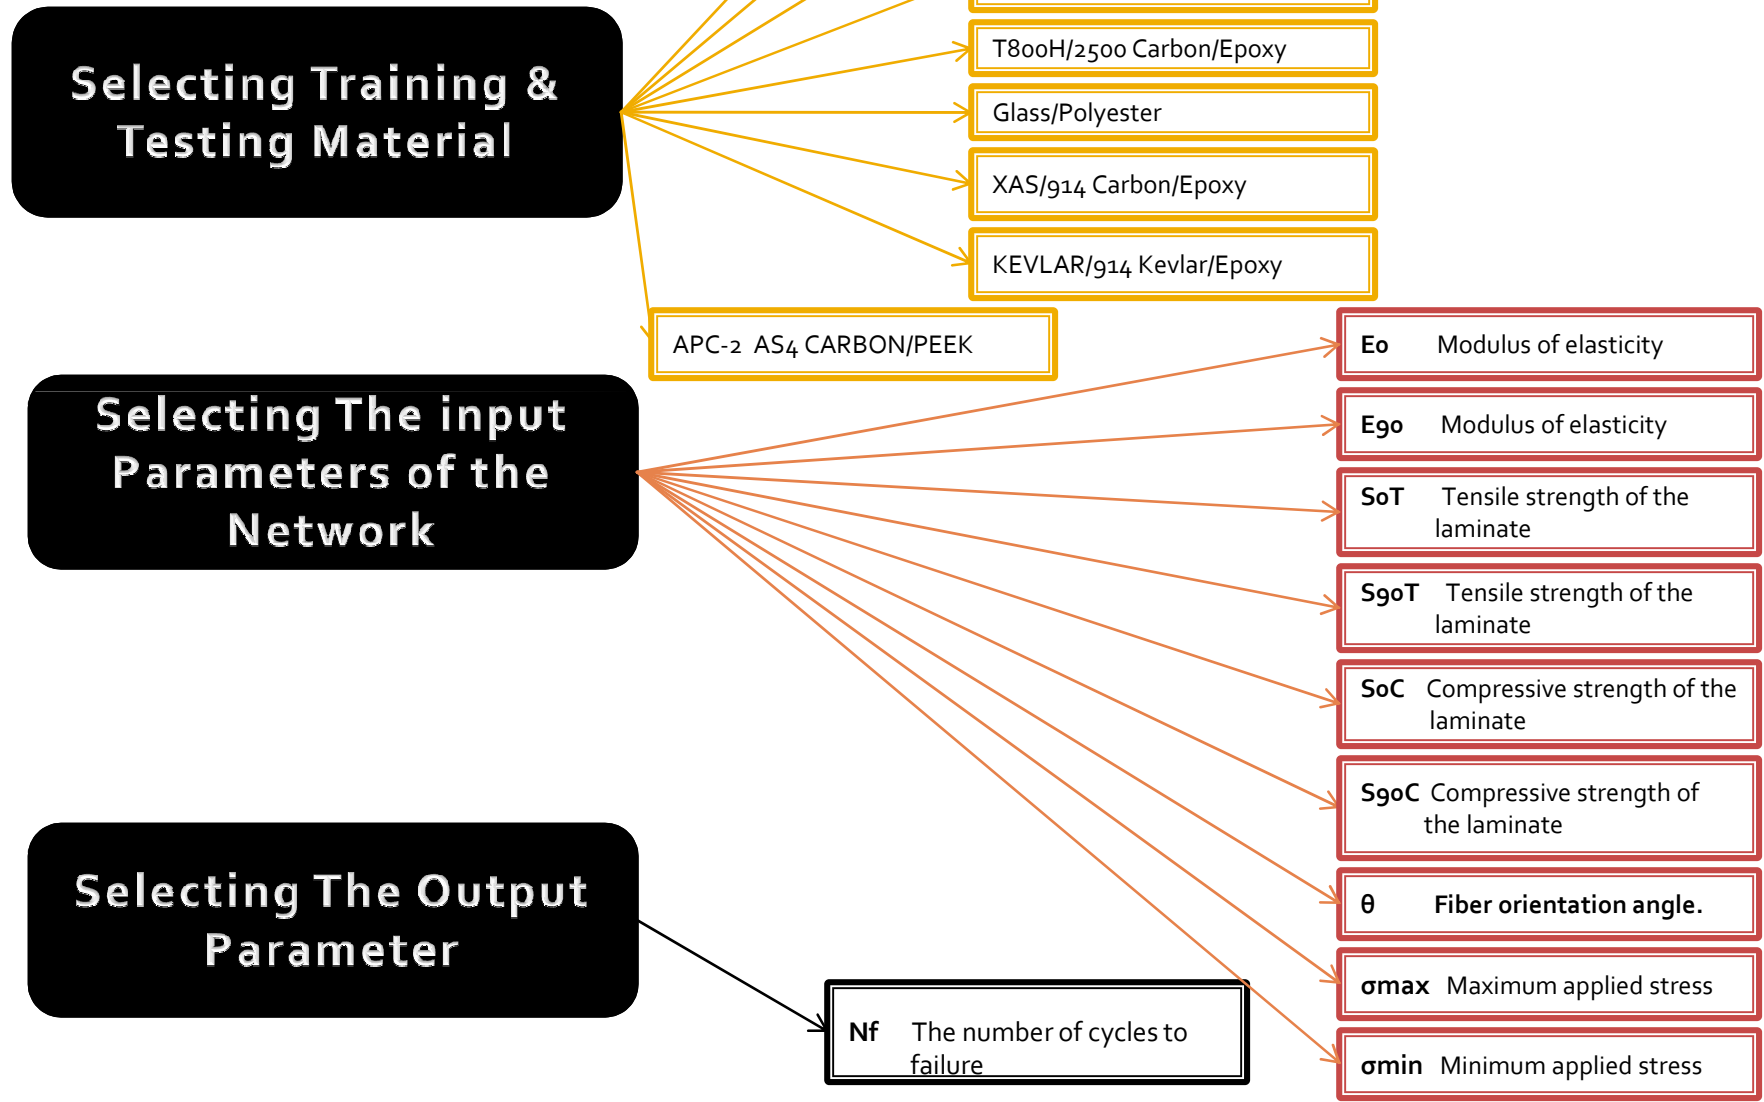 Selecting Training &
Testing Material
T800H/2500 Carbon/Epoxy
Glass/Polyester
XAS/914 Carbon/Epoxy
KEVLAR/914 Kevlar/Epoxy
APC-2 AS4 CARBON/PEEK
Selecting The input
Parameters of the
Network
E0 Modulus of elasticity
E90 Modulus of elasticity
S0T Tensile strength of the
laminate
S90T Tensile strength of the
laminate
S0C Compressive strength of the
laminate
S90C Compressive strength of
the laminate
θ Fiber orientation angle.
σmax Maximum applied stress
σmin Minimum applied stress
Selecting The Output
Parameter
Nf The number of cycles to
failure